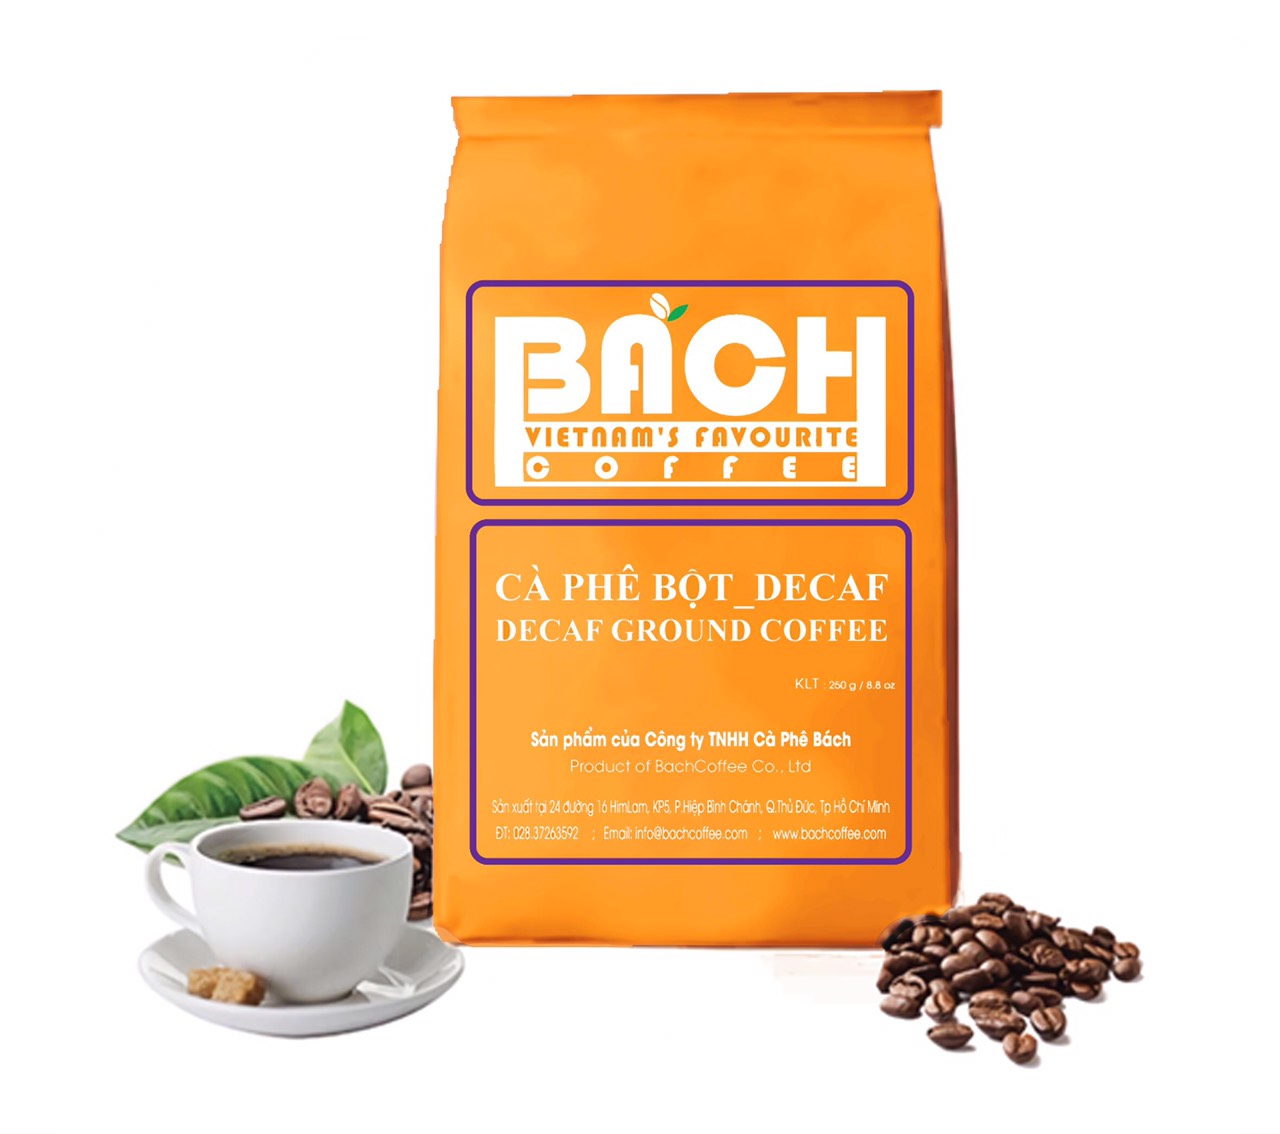 BÁCH
VIETNAM'S FAVOURITE
COFFEE
CÀ PHÊ BỘT_DECAF
DECAF GROUND COFFEE
KLT : 250 g / 8.8 oz
Sản phẩm của Công ty TNHH Cà Phê Bách
Product of BachCoffee Co., Ltd
Sản xuất tại 24 đường 16 HimLam, KP5, P.Hiệp Bình Chánh, Q.Thủ Đức, Tp Hồ Chí Minh
ĐT: 028.37263592 ; Email: info@bachcoffee.com ; www.bachcoffee.com